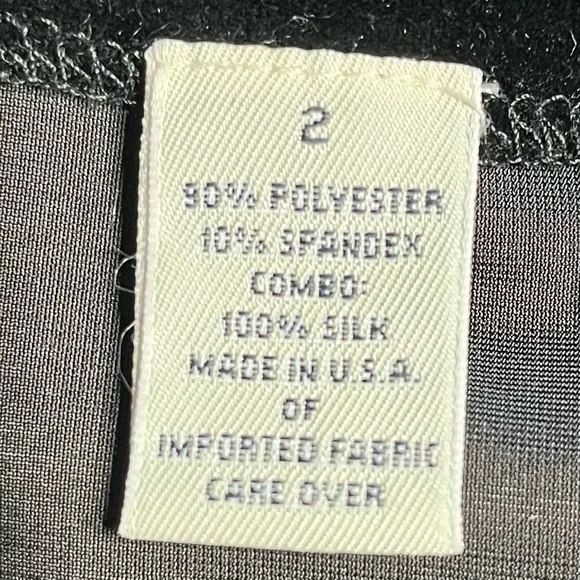 2
90% POLYESTER
10% SPANDEX
COMBO:
100% SILK
MADE IN U.S.A.
OF
IMPORTED FABRIC
CARE OVER